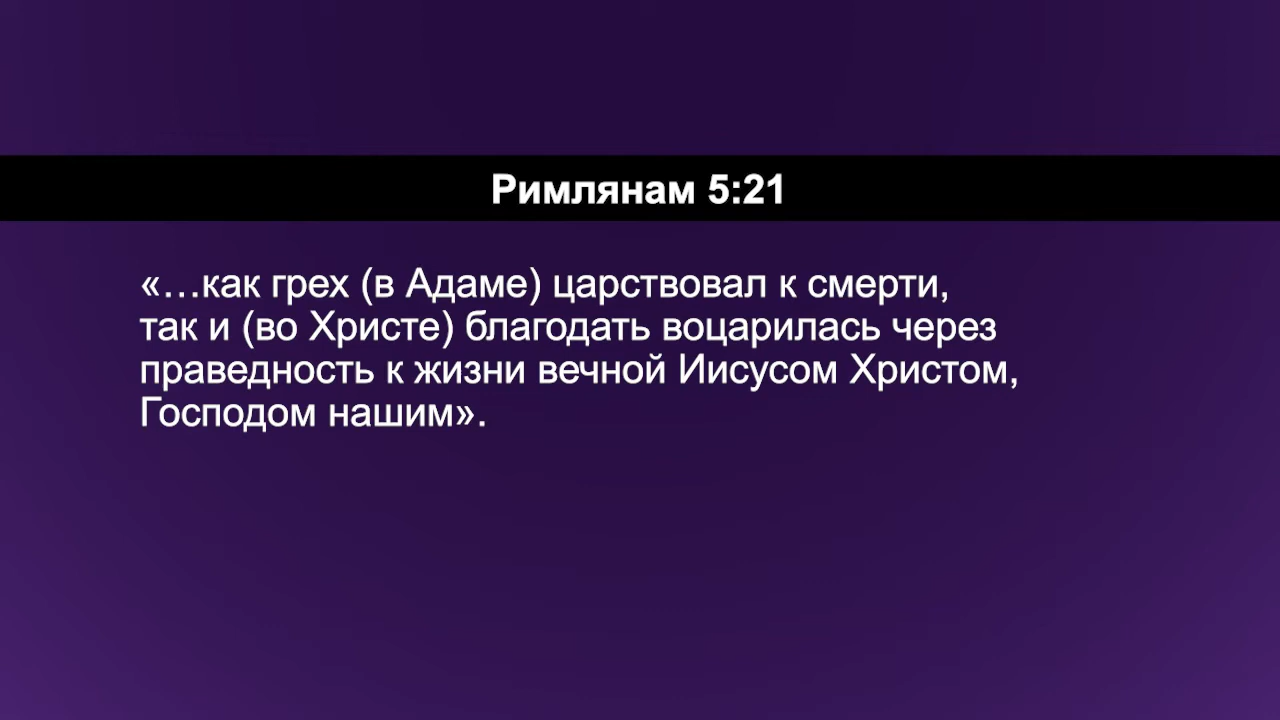 Римлянам 5:21
«…как грех (в Адаме) царствовал к смерти,
так и (во Христе) благодать воцарилась через
праведность к жизни вечной Иисусом Христом,
Господом нашим».